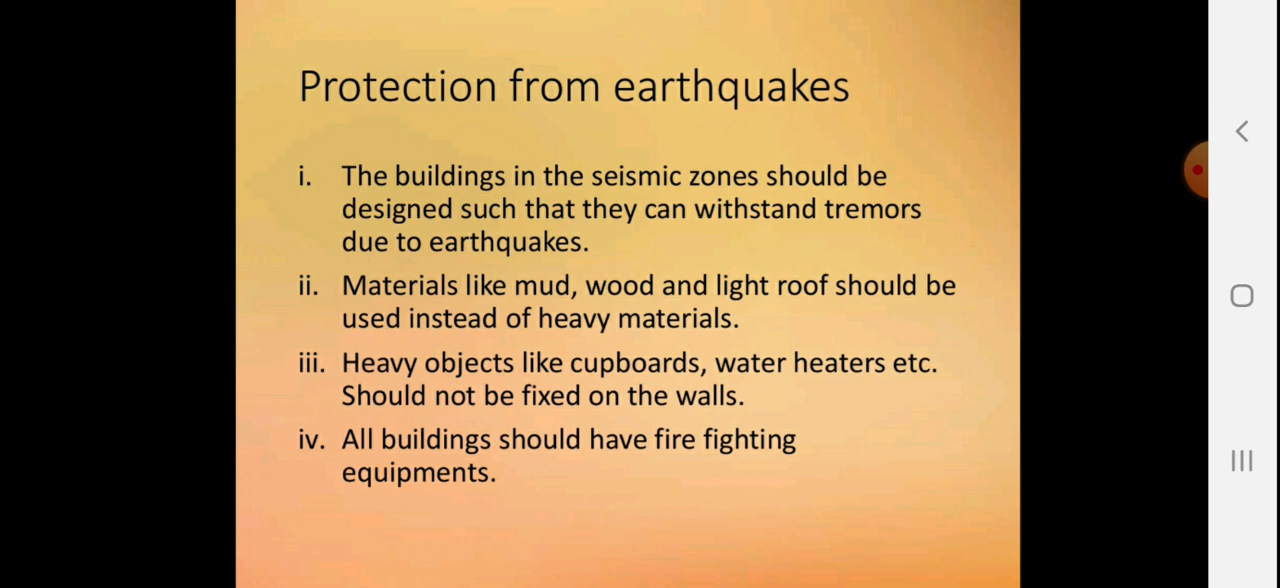 Protection from earthquakes
i. The buildings in the seismic zones should be
designed such that they can withstand tremors
due to earthquakes.
ii. Materials like mud, wood and light roof should be
used instead of heavy materials.
iii. Heavy objects like cupboards, water heaters etc.
Should not be fixed on the walls.
iv. All buildings should have fire fighting
equipments.